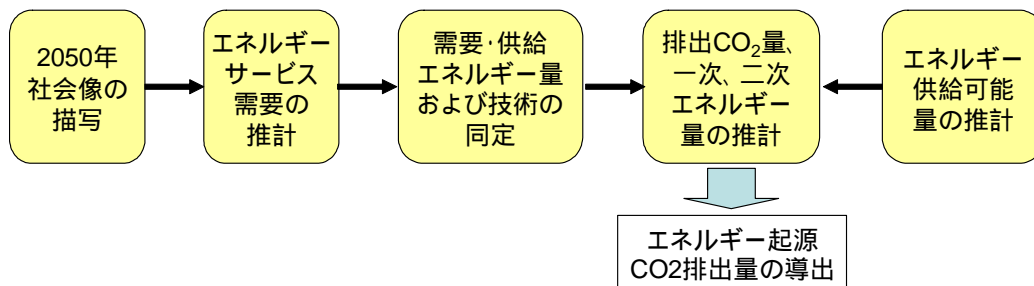 2050年
社会像の
描写
エネルギー
サービス
需要の
推計
需要・供給
エネルギー量
および技術の
同定
排出CO₂量、
一次、二次
エネルギー
量の推計
エネルギー
供給可能
量の推計
エネルギー起源
CO2排出量の導出